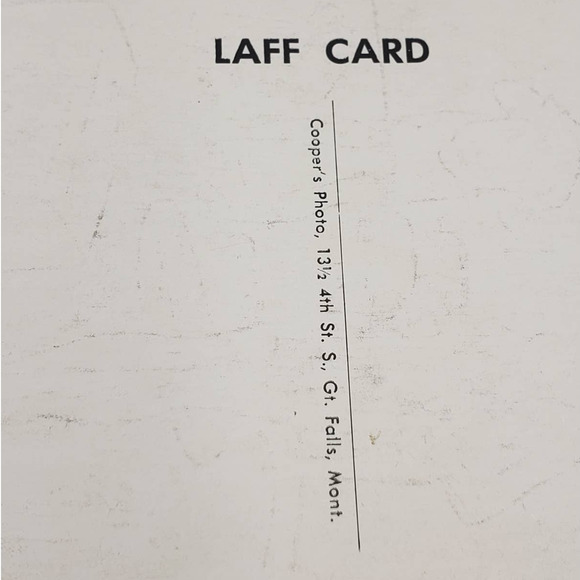 LAFF CARD
Cooper's Photo, 13½ 4th St. S., Gt. Falls, Mont.